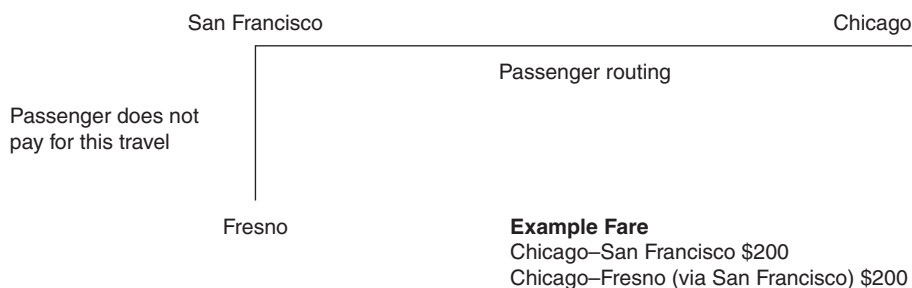 San Francisco
Chicago
Passenger routing
Passenger does not
pay for this travel
Fresno
Example Fare
Chicago–San Francisco $200
Chicago–Fresno (via San Francisco) $200